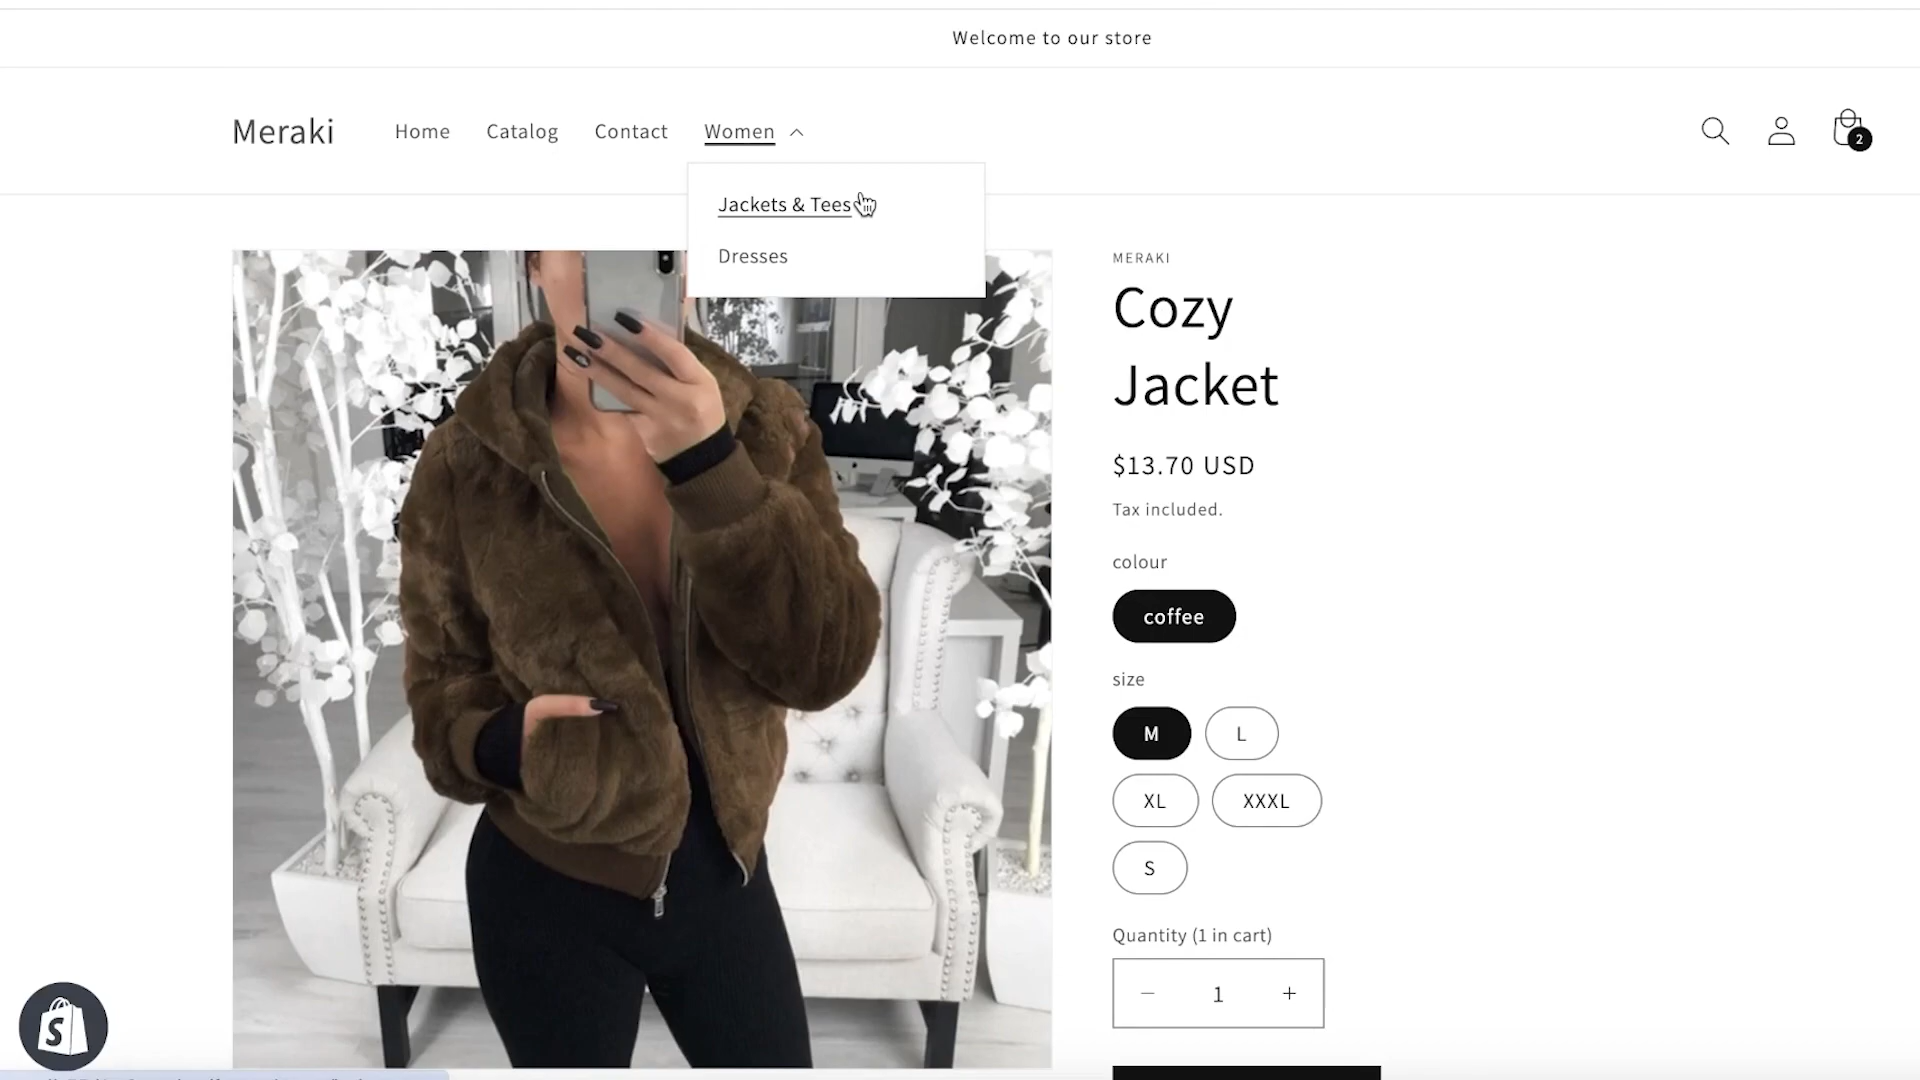 Welcome to our store
Meraki
Home
Catalog
Contact
Women
2
Jackets & Tees
Dresses
MERAKI
Cozy
Jacket
$13.70 USD
Tax included.
colour
coffee
size
M
L
XL
XXXL
S
Quantity (1 in cart)
1